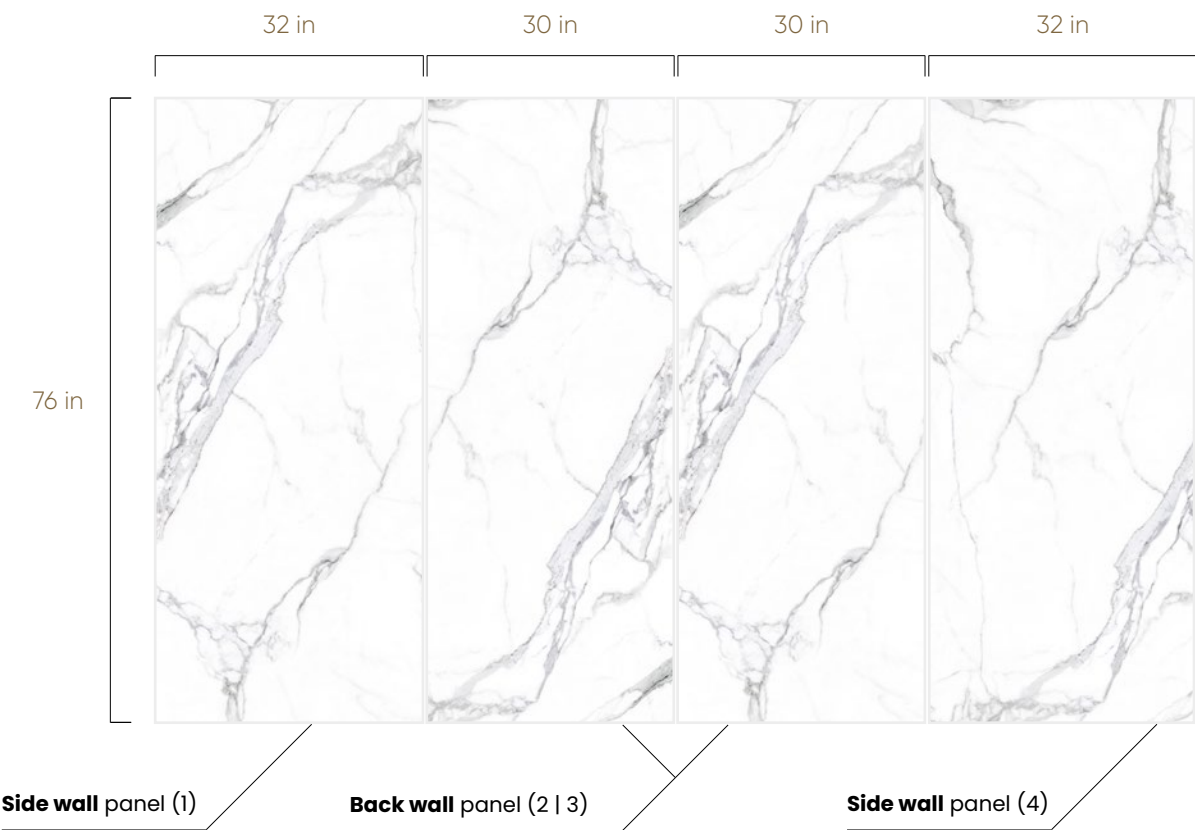 32 in
30 in
30 in
32 in
76 in
Side wall panel (1)
Back wall panel (2 | 3)
Side wall panel (4)